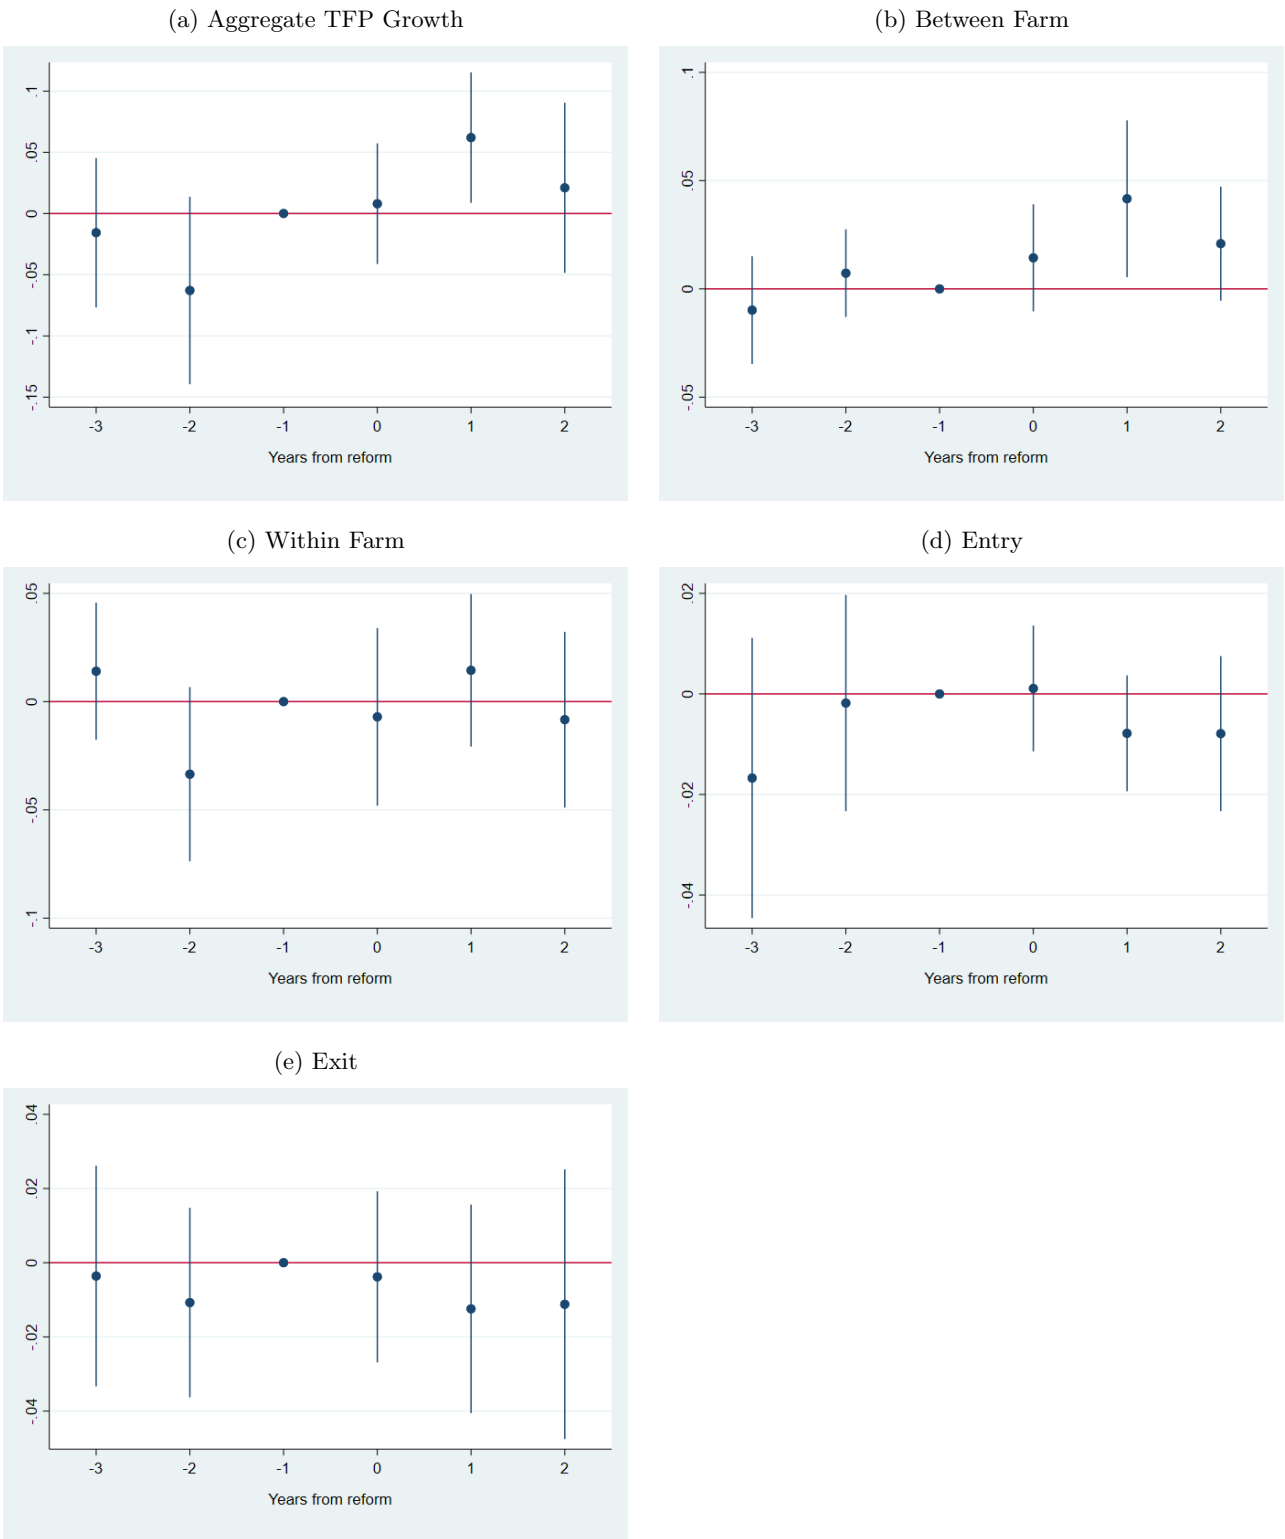 (a) Aggregate TFP Growth
.1
.05
0
-.05
-.1
-.15
-3 -2 -1 0 1 2
Years from reform
(b) Between Farm
.1
.05
0
-.05
-3 -2 -1 0 1 2
Years from reform
(c) Within Farm
.05
0
-.05
-.1
-3 -2 -1 0 1 2
Years from reform
(d) Entry
.02
0
-.02
-.04
-3 -2 -1 0 1 2
Years from reform
(e) Exit
.04
.02
0
-.02
-.04
-3 -2 -1 0 1 2
Years from reform